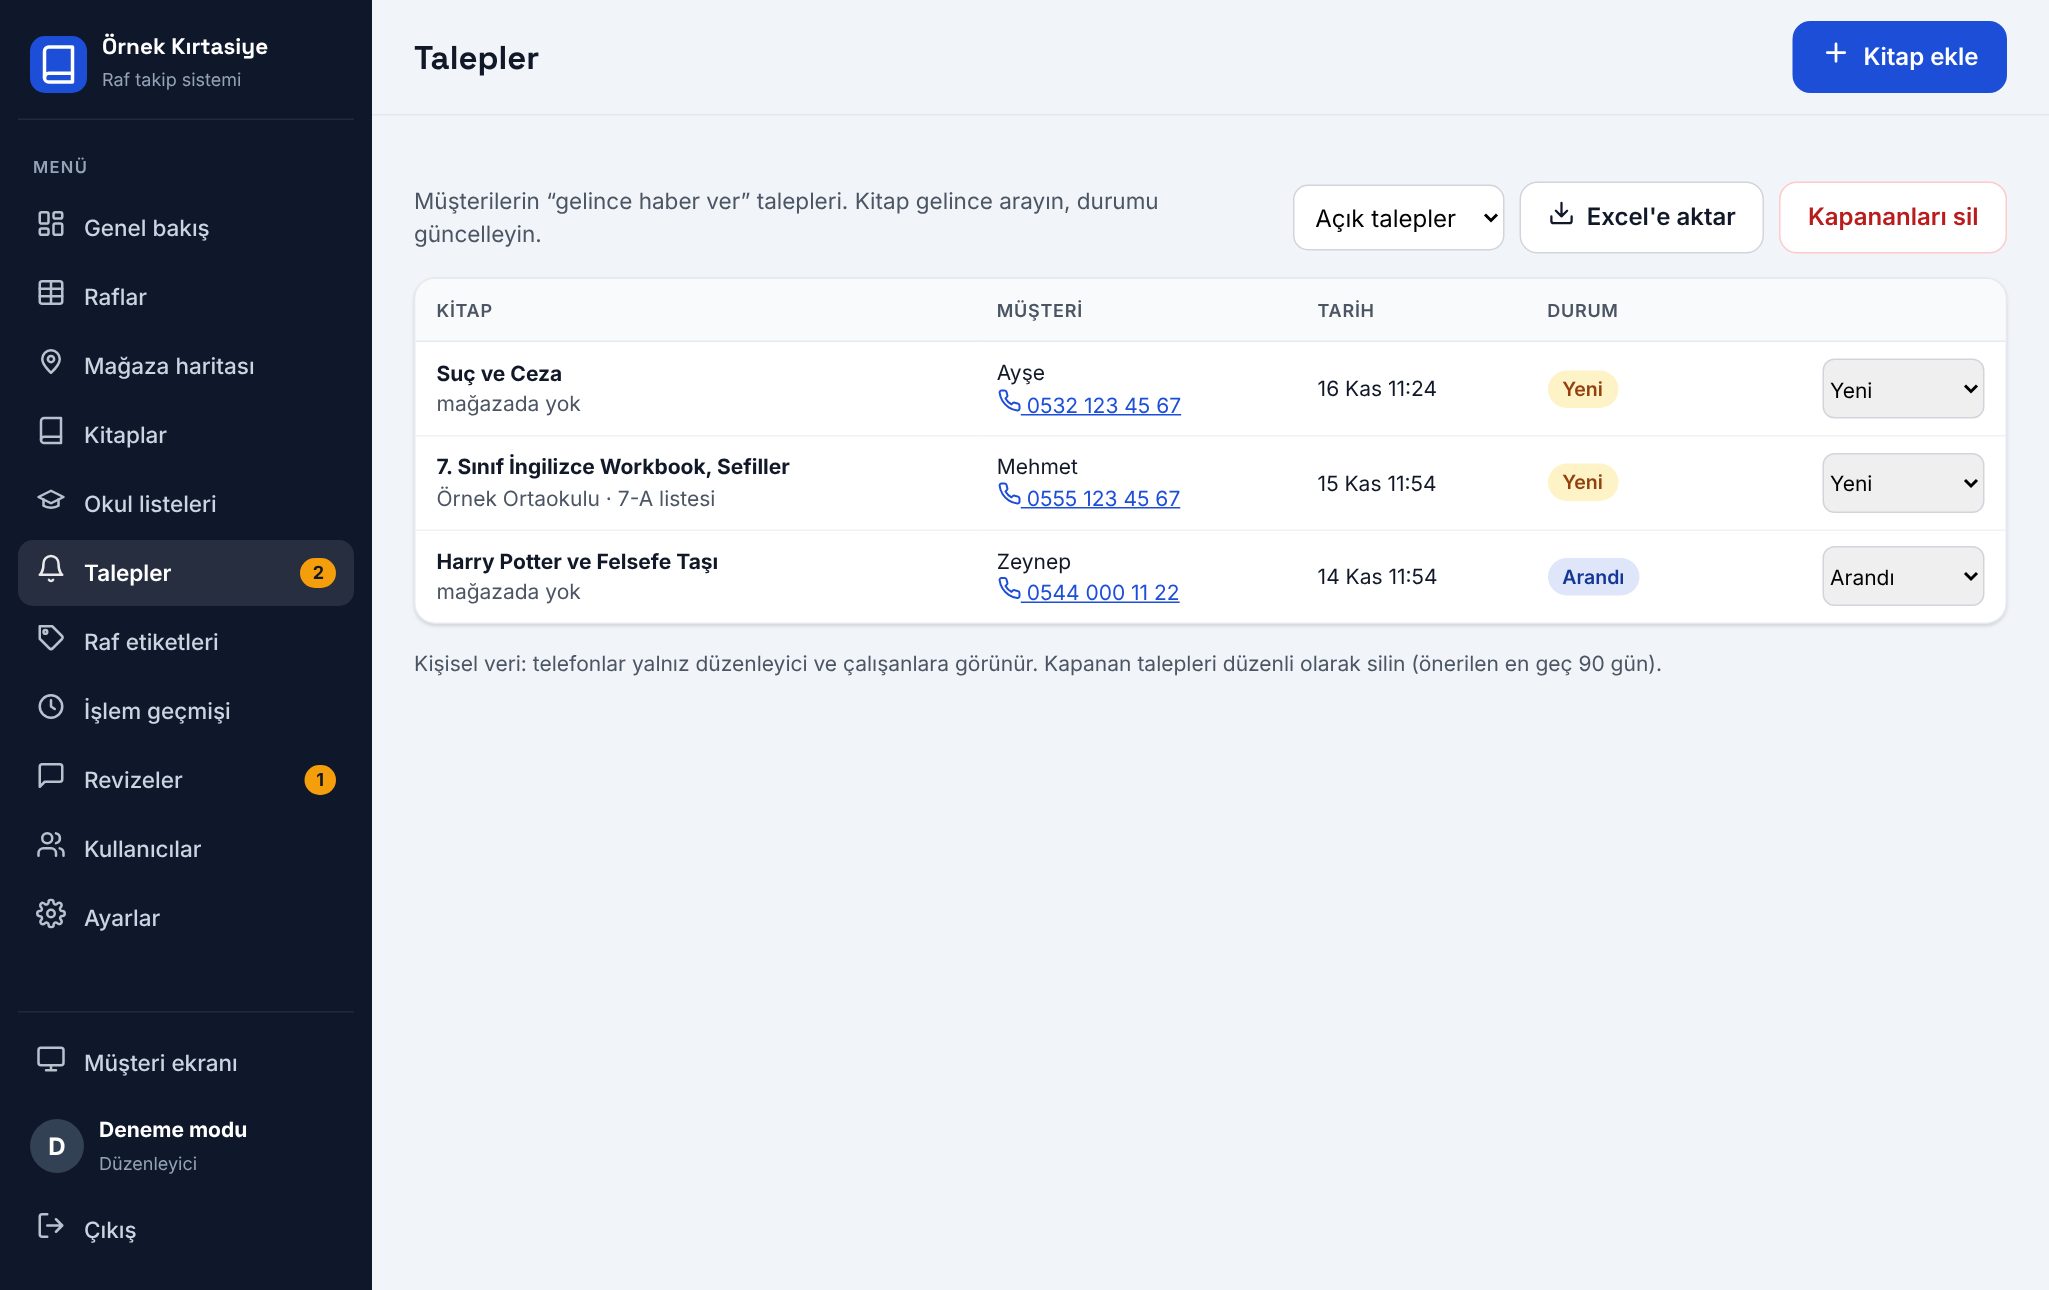 Örnek Kırtasiye
Raf takip sistemi
MENÜ
Genel bakış
Raflar
Mağaza haritası
Kitaplar
Okul listeleri
Talepler 2
Raf etiketleri
İşlem geçmişi
Revizeler 1
Kullanıcılar
Ayarlar
Müşteri ekranı
D
Deneme modu
Düzenleyici
Çıkış
Talepler
+ Kitap ekle
Müşterilerin “gelince haber ver” talepleri. Kitap gelince arayın, durumu
güncelleyin.
Açık talepler
Excel'e aktar
Kapananları sil
KİTAP MÜŞTERİ TARİH DURUM
Suç ve Ceza
mağazada yok
Ayşe
0532 123 45 67
16 Kas 11:24
Yeni
Yeni
7. Sınıf İngilizce Workbook, Sefiller
Örnek Ortaokulu · 7-A listesi
Mehmet
0555 123 45 67
15 Kas 11:54
Yeni
Yeni
Harry Potter ve Felsefe Taşı
mağazada yok
Zeynep
0544 000 11 22
14 Kas 11:54
Arandı
Arandı
Kişisel veri: telefonlar yalnız düzenleyici ve çalışanlara görünür. Kapanan talepleri düzenli olarak silin (önerilen en geç 90 gün).